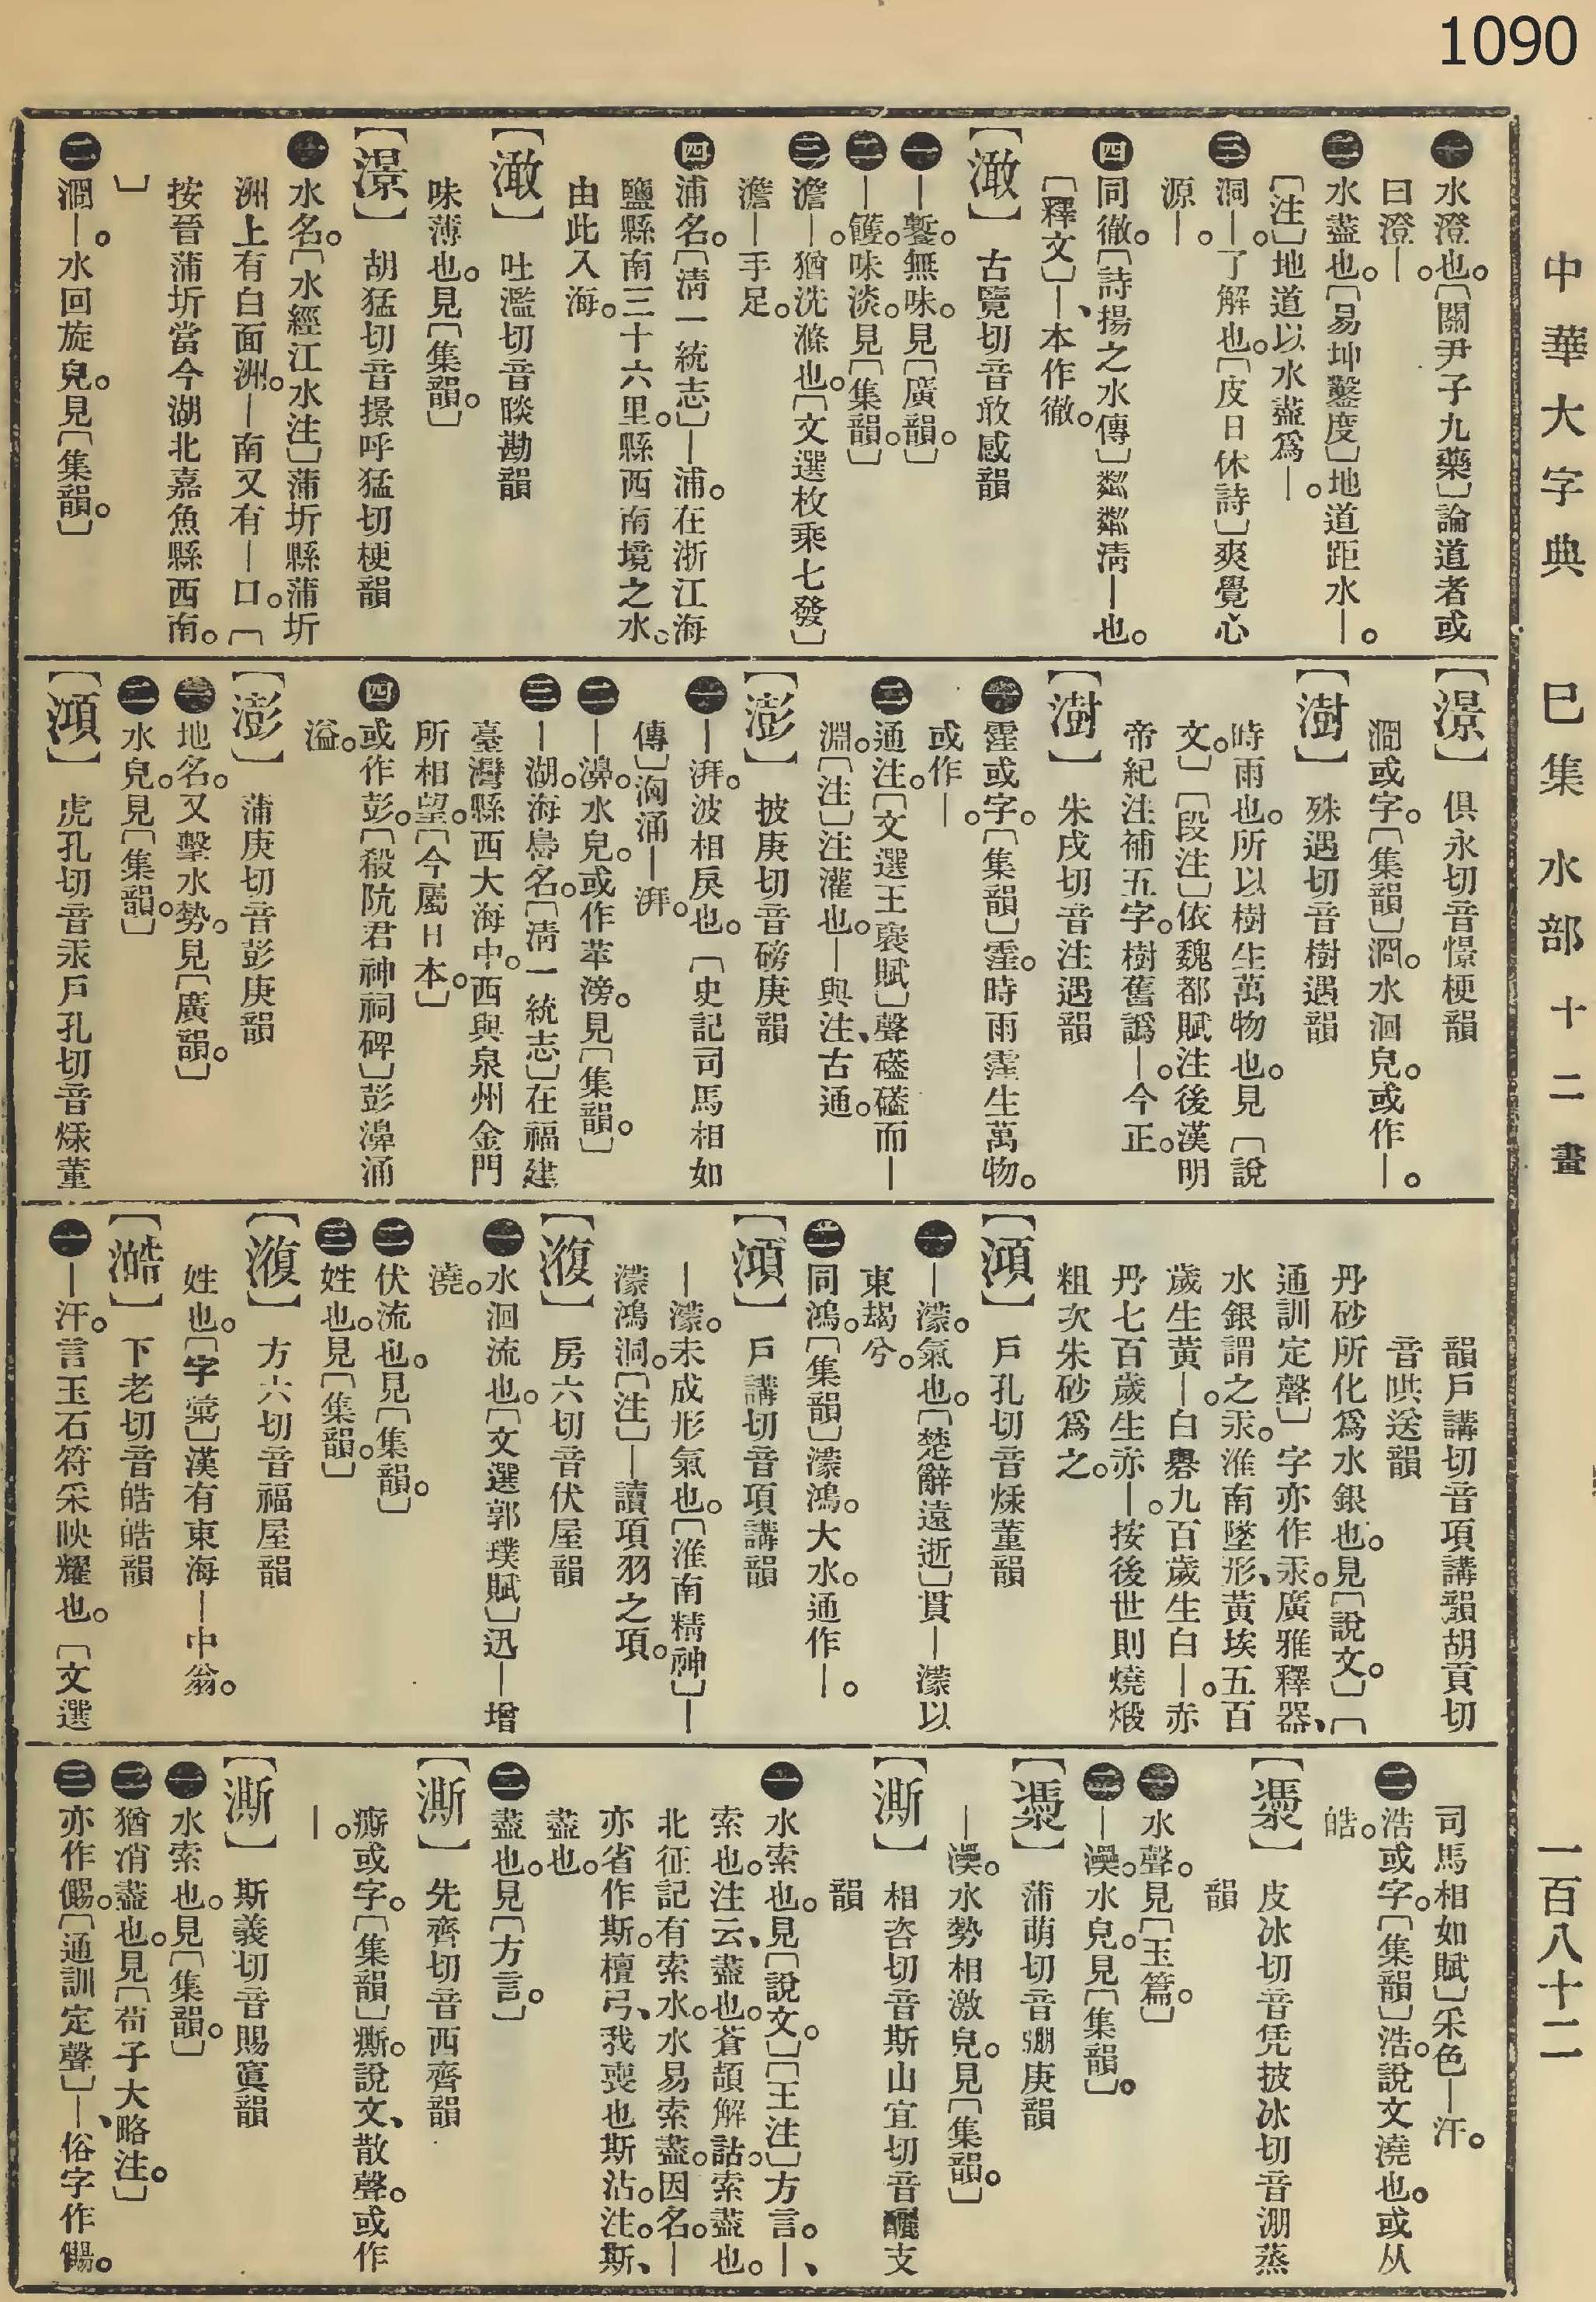 1090
中華大字典 巳集 水部 十二畫 一百八十二
㊀水澄也。〔關尹子九藥〕論道者或
曰澄—。
㊁水盡也。〔易坤鑿度〕地道距水—。
〔注〕地道以水盡爲—。
㊂洞—。了解也。〔皮日休詩〕爽覺心
源—。
㊃同徹。〔詩揚之水傳〕粼粼淸—也。
〔釋文〕—、本作徹。
【澉】 古覽切音敢感韻
㊀—䥘。無味。見〔廣韻。〕
㊁—䨼。味淡。見〔集韻。〕
㊂澹—。猶洗滌也。〔文選枚乘七發〕
澹—手足。
㊃浦名。〔淸一統志〕—浦。在浙江海
鹽縣南三十六里。縣西南境之水。
由此入海。
【澉】 吐濫切音睒勘韻
味薄也。見〔集韻。〕
【澋】 胡猛切音㬌呼猛切梗韻
㊀水名。〔水經江水注〕蒲圻縣蒲圻
洲上有白面洲。—南又有—口。〔
按晉蒲圻當今湖北嘉魚縣西南。
〕
㊁澗—。水回旋皃。見〔集韻。〕
【澋】 俱永切音憬梗韻
澗或字。〔集韻〕澗。水洄皃。或作—。
【澍】 殊遇切音樹遇韻
時雨也。所以樹生萬物也。見〔說
文。〕〔段注〕依魏都賦注後漢明
帝紀注補五字。樹舊譌—。今正。
【澍】 朱戍切音注遇韻
㊀霔或字。〔集韻〕霔。時雨霔生萬物。
或作—。
㊁通注。〔文選王襃賦〕聲礚礚而—
淵。〔注〕注灌也。—與注、古通。
【澎】 披庚切音磅庚韻
㊀—湃。波相戾也。〔史記司馬相如
傳〕洶涌—湃。
㊁—濞。水皃。或作苹滂。見〔集韻。〕
㊂—湖。海島名。〔淸一統志〕在福建
臺灣縣西大海中。西與泉州金門
所相望。〔今屬日本。〕
㊃或作彭。〔殽阬君神祠碑〕彭濞涌
溢。
【澎】 蒲庚切音彭庚韻
㊀地名。又擊水勢。見〔廣韻。〕
㊁水皃。見〔集韻。〕
【澒】 虎孔切音汞戶孔切音㷎董
韻戶講切音項講韻胡貢切
音哄送韻
丹砂所化爲水銀也。見〔說文。〕〔
通訓定聲〕字亦作汞。廣雅釋器、
水銀謂之汞。淮南墬形、黃埃五百
歲生黃—。白礜九百歲生白—。赤
丹七百歲生赤—。按後世則燒煅
粗次朱砂爲之。
【澒】 戶孔切音㷎董韻
㊀—濛。氣也。〔楚辭遠逝〕貫—濛以
東朅兮。
㊁同鴻。〔集韻〕濛鴻。大水。通作—。
【澒】 戶講切音項講韻
—濛。未成形氣也。〔淮南精神〕—
濛鴻洞。〔注〕—讀項羽之項。
【澓】 房六切音伏屋韻
㊀水洄流也。〔文選郭璞賦〕迅—增
澆。
㊁伏流也。見〔集韻。〕
㊂姓也。見〔集韻。〕
【澓】 方六切音福屋韻
姓也。〔字彙〕漢有東海—中翁。
【澔】 下老切音皓皓韻
㊀—汗。言玉石符采映耀也。〔文選
司馬相如賦〕采色—汗。
㊁浩或字。〔集韻〕浩。說文澆也。或从
皓。
【淜】 皮冰切音凭披冰切音淜蒸
韻
㊀水聲。見〔玉篇。〕
㊁—澩。水皃。見〔集韻。〕
蒲萌切音弸庚韻
—澩。水勢相激皃。見〔集韻。〕
【澌】 相咨切音斯山宜切音釃支
韻
㊀水索也。見〔說文。〕〔王注〕方言。—、
索也。注云、盡也。蒼頡解詁。索盡也。
北征記有索水。水易索盡。因名。—
亦省作斯。檀弓、我喪也斯沾。注。斯、
盡也。
㊁盡也。見〔方言。〕
【澌】 先齊切音西齊韻
㾷或字。〔集韻〕㾷。說文、散聲。或作
—。
【澌】 斯義切音賜寘韻
㊀水索也。見〔集韻。〕
㊁猶消盡也。見〔荀子大略注。〕
㊂亦作儩。〔通訓定聲〕—、俗字作儩。